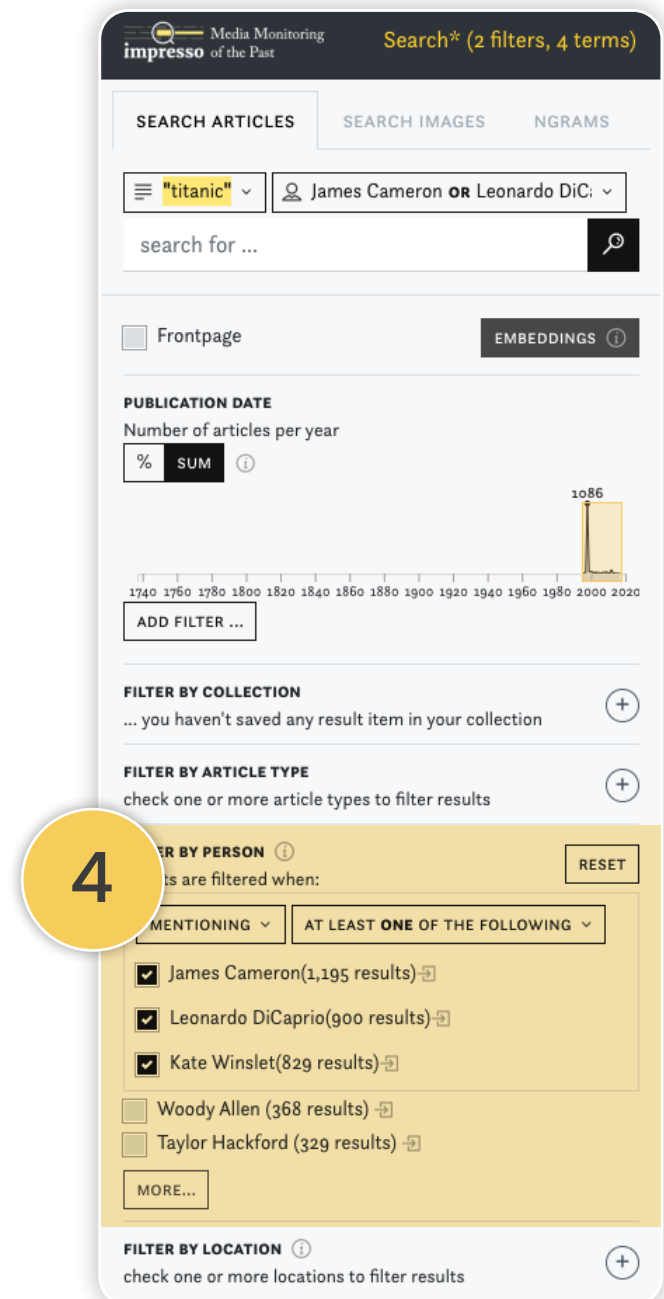 impresso Media Monitoring of the Past
Search* (2 filters, 4 terms)
SEARCH ARTICLES SEARCH IMAGES NGRAMS
"titanic" James Cameron OR Leonardo DiC
search for ...
Frontpage EMBEDDINGS
PUBLICATION DATE
Number of articles per year
% SUM
1086
1740 1760 1780 1800 1820 1840 1860 1880 1900 1920 1940 1960 1980 2000 2020
ADD FILTER ...
FILTER BY COLLECTION
... you haven't saved any result item in your collection
FILTER BY ARTICLE TYPE
check one or more article types to filter results
4
ER BY PERSON
ts are filtered when:
RESET
MENTIONING AT LEAST ONE OF THE FOLLOWING
James Cameron(1,195 results)
Leonardo DiCaprio(900 results)
Kate Winslet(829 results)
Woody Allen (368 results)
Taylor Hackford (329 results)
MORE...
FILTER BY LOCATION
check one or more locations to filter results